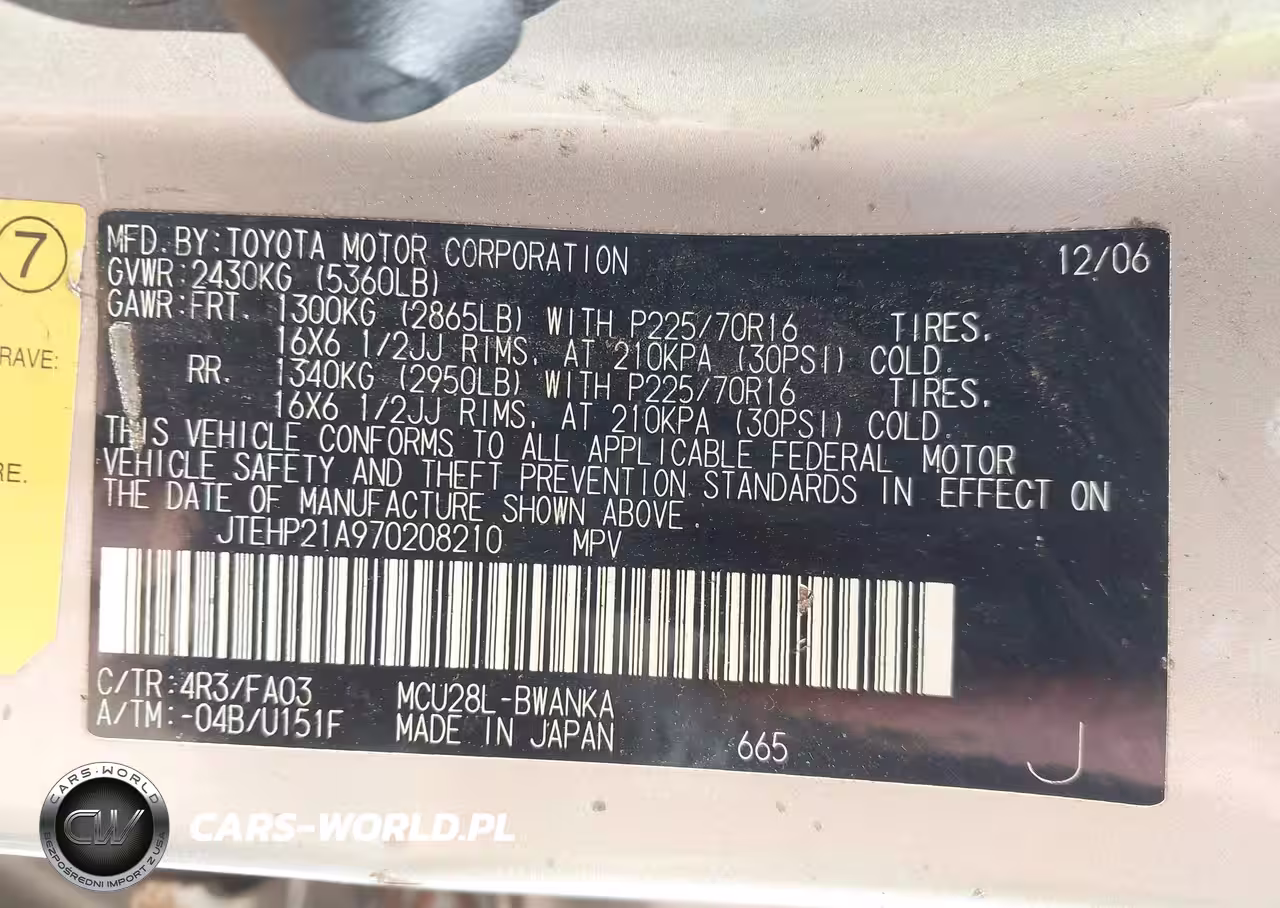 7
RAVE:
RE.
MFD. BY: TOYOTA MOTOR CORPORATION 12/06
GVWR: 2430KG (5360LB)
GAWR: FRT. 1300KG (2865LB) WITH P225/70R16 TIRES.
16X6 1/2JJ RIMS, AT 210KPA (30PSI) COLD.
RR. 1340KG (2950LB) WITH P225/70R16 TIRES.
16X6 1/2JJ RIMS, AT 210KPA (30PSI) COLD.
THIS VEHICLE CONFORMS TO ALL APPLICABLE FEDERAL MOTOR
VEHICLE SAFETY AND THEFT PREVENTION STANDARDS IN EFFECT ON
THE DATE OF MANUFACTURE SHOWN ABOVE.
JTEHP21A970208210 MPV
C/TR: 4R3/FA03 MCU28L-BWANKA
A/TM: -04B/U151F MADE IN JAPAN 665 J
CARS-WORLD
CW
BEZPOŚREDNI IMPORT Z USA
CARS-WORLD.PL